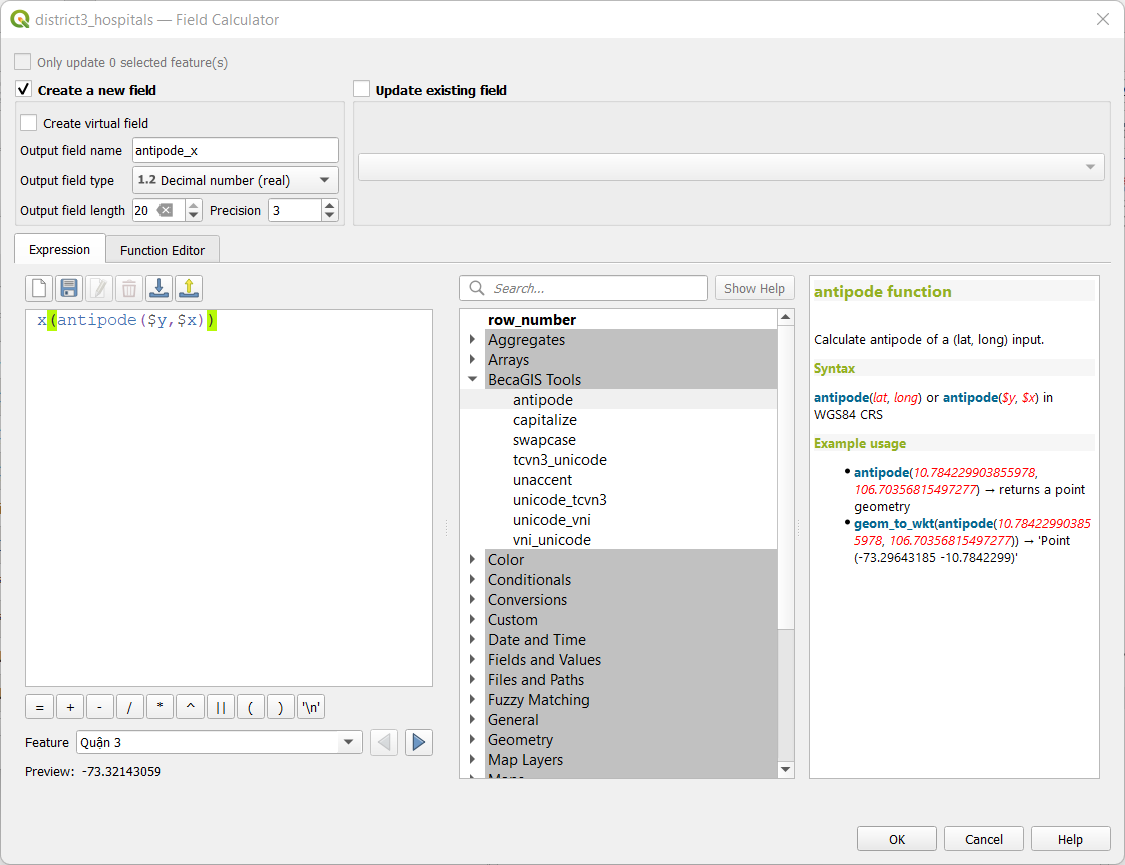 district3_hospitals — Field Calculator
Only update 0 selected feature(s)
Create a new field
Update existing field
Create virtual field
Output field name antipode_x
Output field type 1.2 Decimal number (real)
Output field length 20 Precision 3
Expression Function Editor
Search...
Show Help
x(antipode($y,$x))
row_number
Aggregates
Arrays
BecaGIS Tools
antipode
capitalize
swapcase
tcvn3_unicode
unaccent
unicode_tcvn3
unicode_vni
vni_unicode
Color
Conditionals
Conversions
Custom
Date and Time
Fields and Values
Files and Paths
Fuzzy Matching
General
Geometry
Map Layers
antipode function
Calculate antipode of a (lat, long) input.
Syntax
antipode(lat, long) or antipode($y, $x) in
WGS84 CRS
Example usage
antipode(10.784229903855978,
106.70356815497277) → returns a point
geometry
geom_to_wkt(antipode(10.78422990385
5978, 106.70356815497277)) → 'Point
(-73.29643185 -10.7842299)'
= + - / * ^ || ( ) '\n'
Feature Quận 3
Preview: -73.32143059
OK Cancel Help